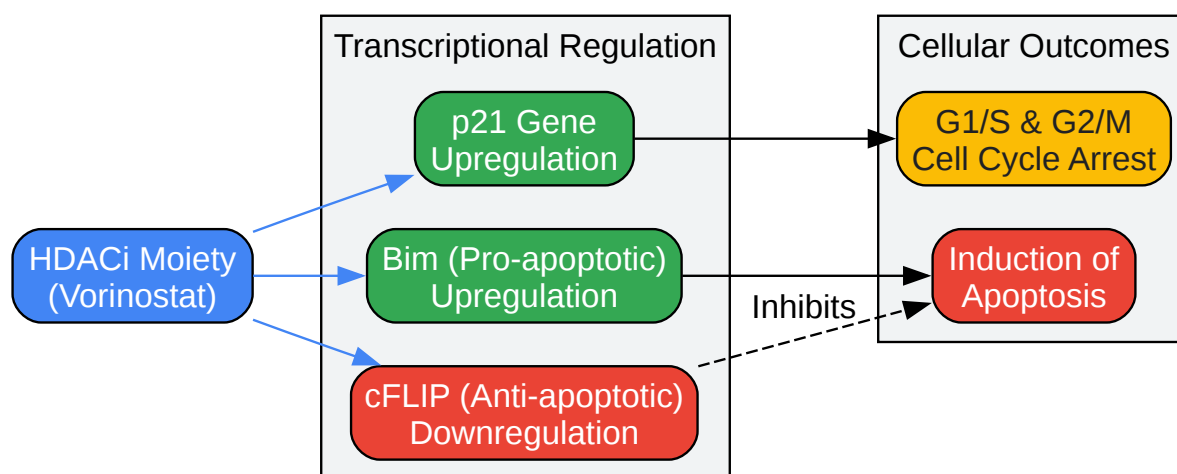 Transcriptional Regulation
Cellular Outcomes
p21 Gene
Upregulation
G1/S & G2/M
Cell Cycle Arrest
HDACi Moiety
(Vorinostat)
Bim (Pro-apoptotic)
Upregulation
Induction of
Apoptosis
Inhibits
cFLIP (Anti-apoptotic)
Downregulation